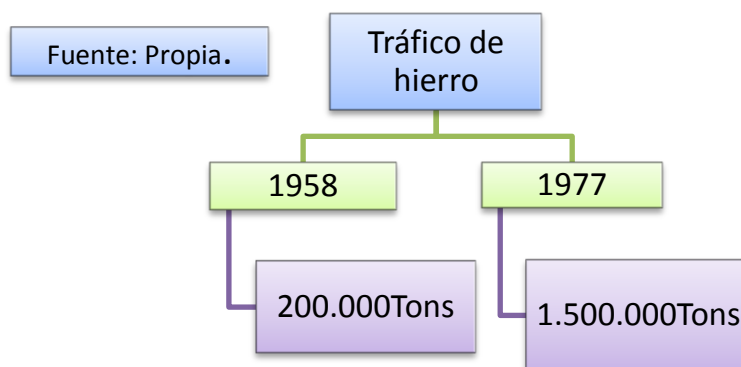 Fuente: Propia.
Tráfico de
hierro
1958
1977
200.000Tons
1.500.000Tons